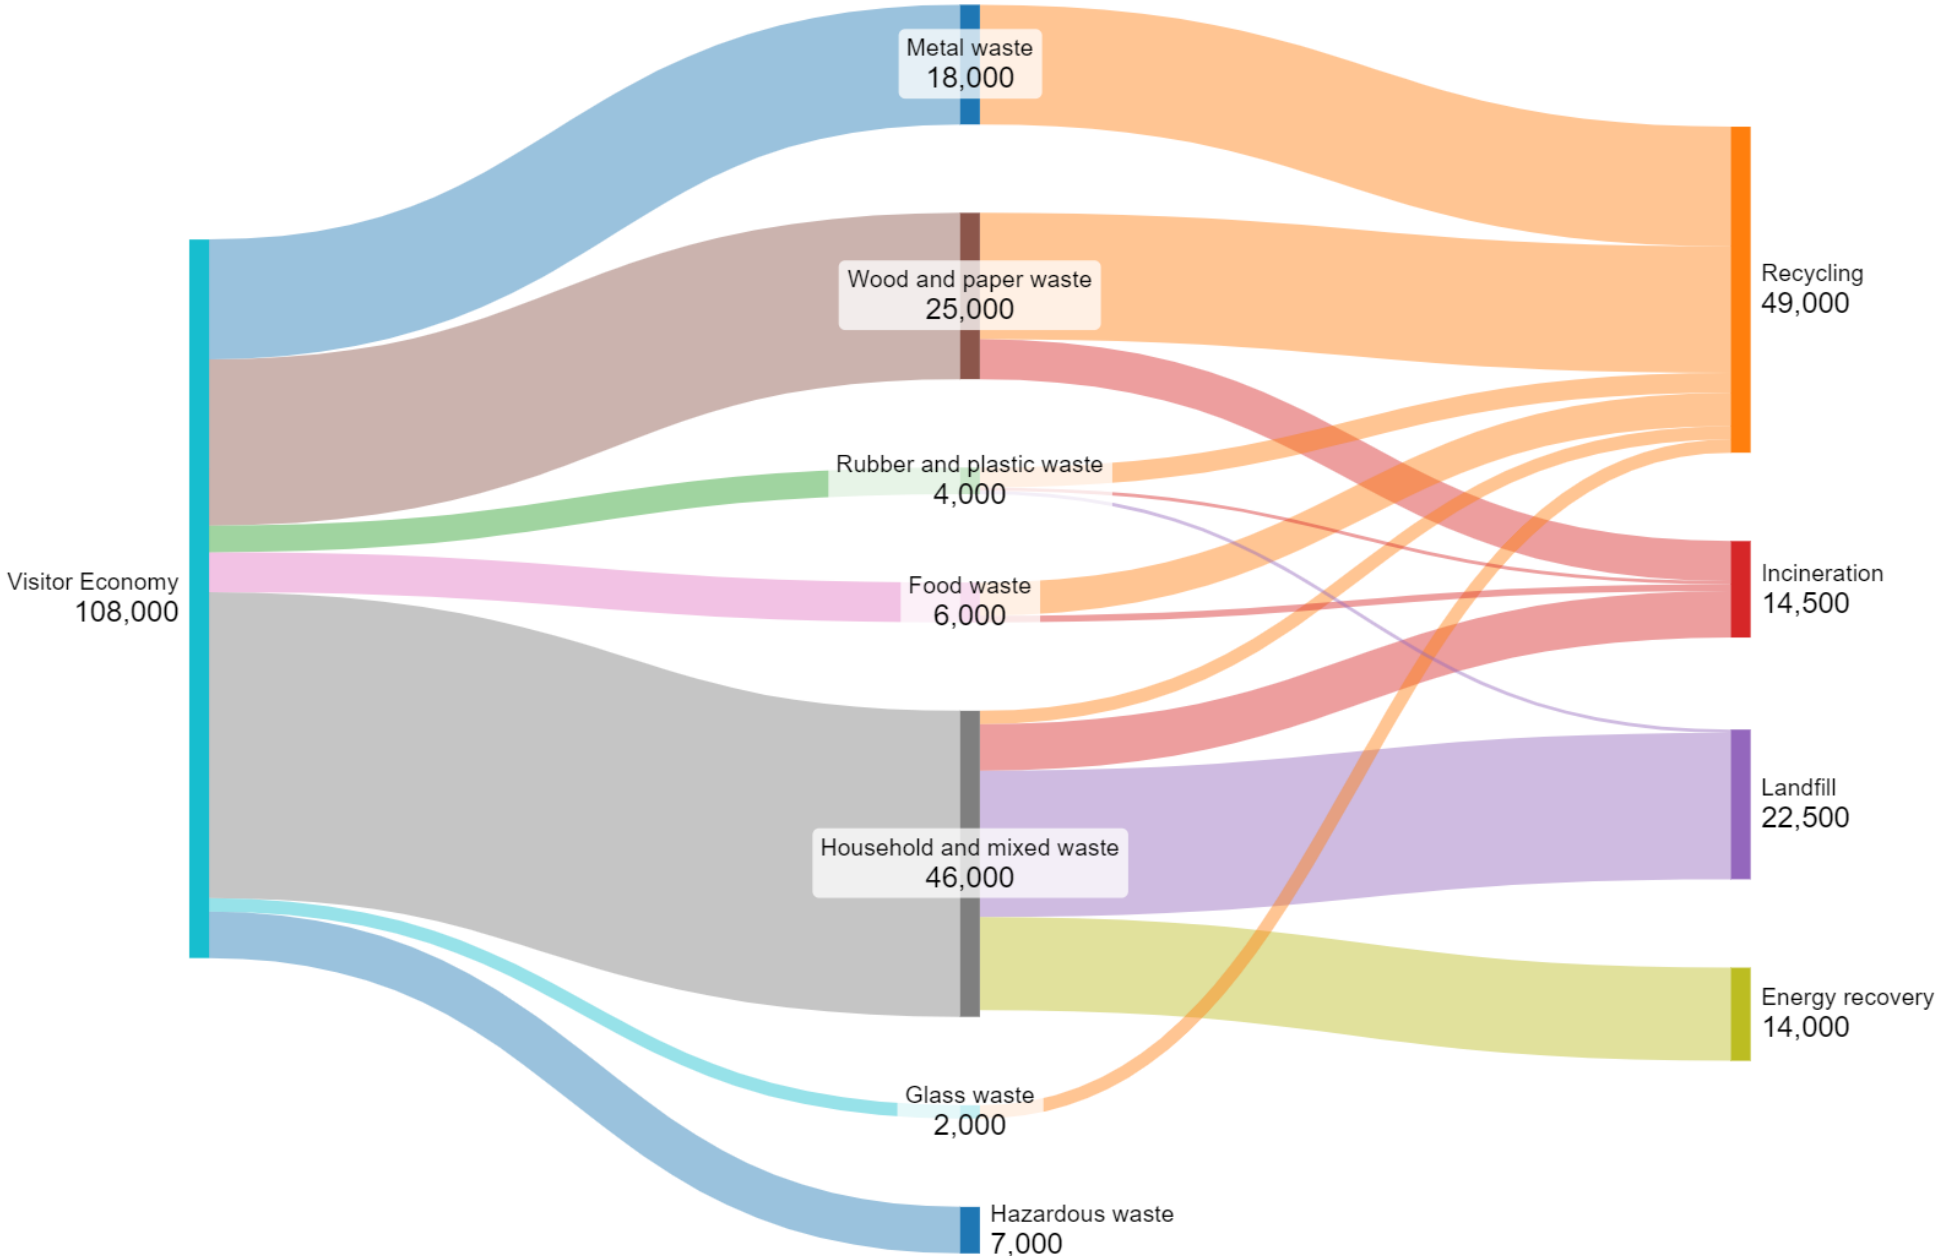 Metal waste
18,000
Wood and paper waste
25,000
Recycling
49,000
Rubber and plastic waste
4,000
Visitor Economy
108,000
Food waste
6,000
Incineration
14,500
Landfill
22,500
Household and mixed waste
46,000
Energy recovery
14,000
Glass waste
2,000
Hazardous waste
7,000